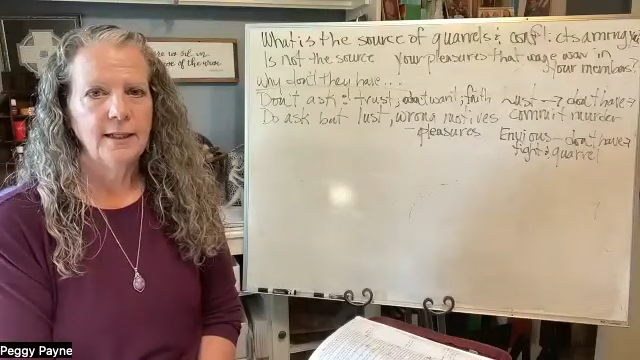 What is the source of quarrels & conflicts among
Is not the source your pleasures that wage war in
your members?
Why don't they have...
Don't ask: trust, want, faith lust → don't have →
Do ask but lust, wrong motives commit murder
- pleasures Envious - don't have →
fight & quarrel
Peggy Payne